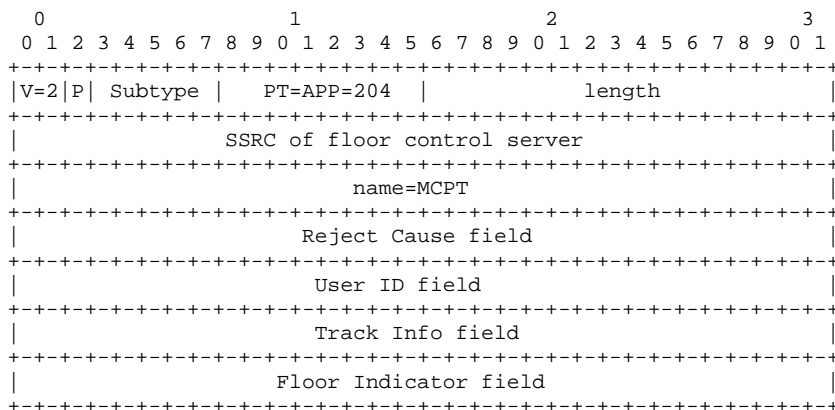 0                   1                   2                   3
0 1 2 3 4 5 6 7 8 9 0 1 2 3 4 5 6 7 8 9 0 1 2 3 4 5 6 7 8 9 0 1
+-+-+-+-+-+-+-+-+-+-+-+-+-+-+-+-+-+-+-+-+-+-+-+-+-+-+-+-+-+-+-+-+
|V=2|P| Subtype |   PT=APP=204  |            length             |
+-+-+-+-+-+-+-+-+-+-+-+-+-+-+-+-+-+-+-+-+-+-+-+-+-+-+-+-+-+-+-+-+
|                SSRC of floor control server                   |
+-+-+-+-+-+-+-+-+-+-+-+-+-+-+-+-+-+-+-+-+-+-+-+-+-+-+-+-+-+-+-+-+
|                          name=MCPT                            |
+-+-+-+-+-+-+-+-+-+-+-+-+-+-+-+-+-+-+-+-+-+-+-+-+-+-+-+-+-+-+-+-+
|                      Reject Cause field                       |
+-+-+-+-+-+-+-+-+-+-+-+-+-+-+-+-+-+-+-+-+-+-+-+-+-+-+-+-+-+-+-+-+
|                       User ID field                           |
+-+-+-+-+-+-+-+-+-+-+-+-+-+-+-+-+-+-+-+-+-+-+-+-+-+-+-+-+-+-+-+-+
|                       Track Info field                        |
+-+-+-+-+-+-+-+-+-+-+-+-+-+-+-+-+-+-+-+-+-+-+-+-+-+-+-+-+-+-+-+-+
|                    Floor Indicator field                      |
+-+-+-+-+-+-+-+-+-+-+-+-+-+-+-+-+-+-+-+-+-+-+-+-+-+-+-+-+-+-+-+-+